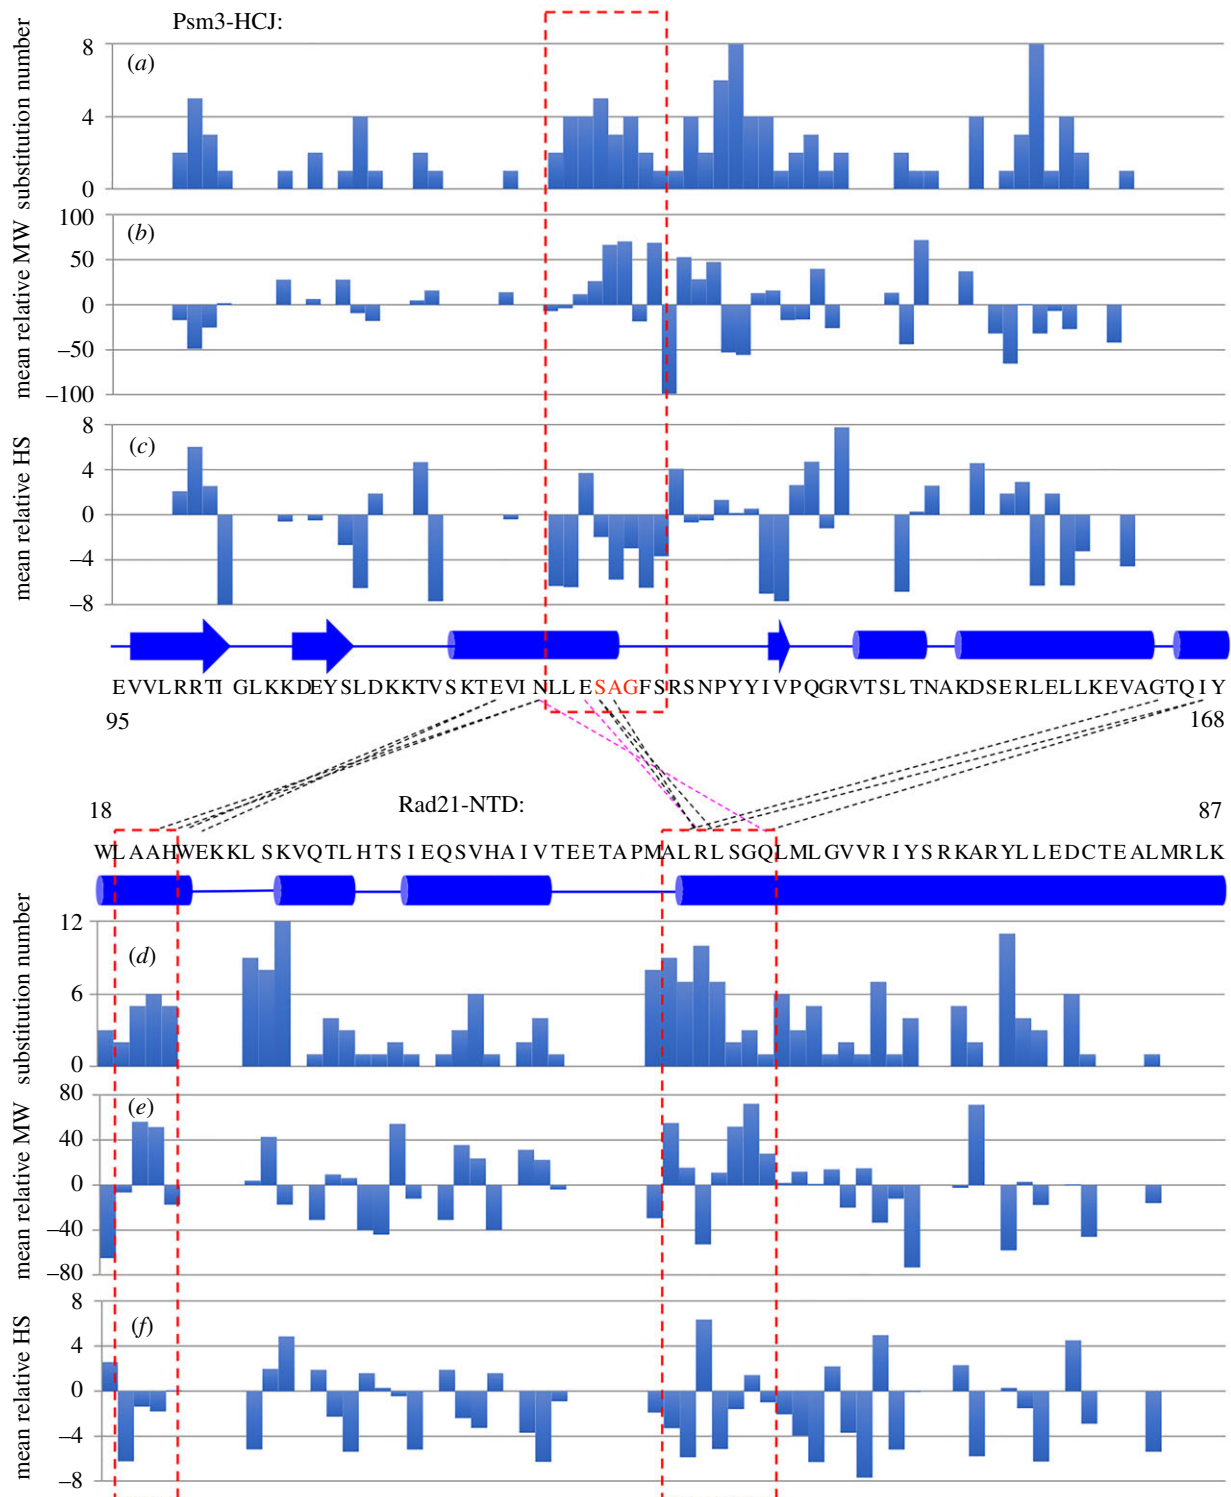 Psm3-HCJ:
(a)
substitution number
8
4
0
(b)
mean relative MW
100
50
0
−50
−100
(c)
mean relative HS
8
4
0
−4
−8
EVVLRRTI GLKKDEYSLDKKTVSKTEVI NLLESAGFSRSNPYYIVPQGRVTSLTNAKDSERLELLKEVAGTQIY
95 168
18 Rad21-NTD: 87
WLAAHWEKKLSKVQTLHTSIEQSVHAIVTEETAPMALRLSGQLMLGVVRIYSRKARYLLEDCTEALMRLK
(d)
substitution number
12
6
0
(e)
mean relative MW
80
40
0
−40
−80
(f)
mean relative HS
8
4
0
−4
−8